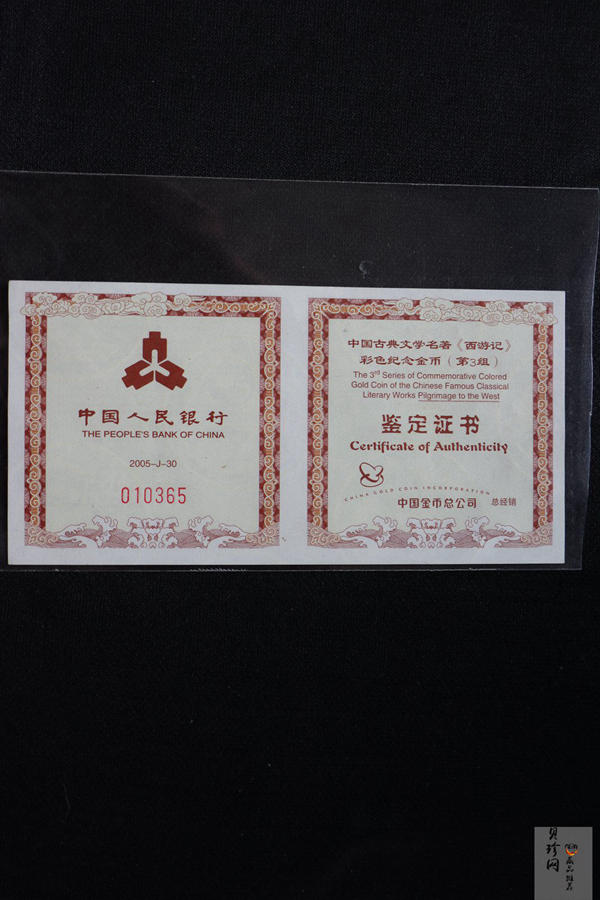 中国人民银行
THE PEOPLE'S BANK OF CHINA
2005–J–30
010365
中国古典文学名著《西游记》
彩色纪念金币(第3组)
The 3rd Series of Commemorative Colored
Gold Coin of the Chinese Famous Classical
Literary Works Pilgrimage to the West
鉴定证书
Certificate of Authenticity
CHINA GOLD COIN INCORPORATION
中国金币总公司 总经销
贝珍网